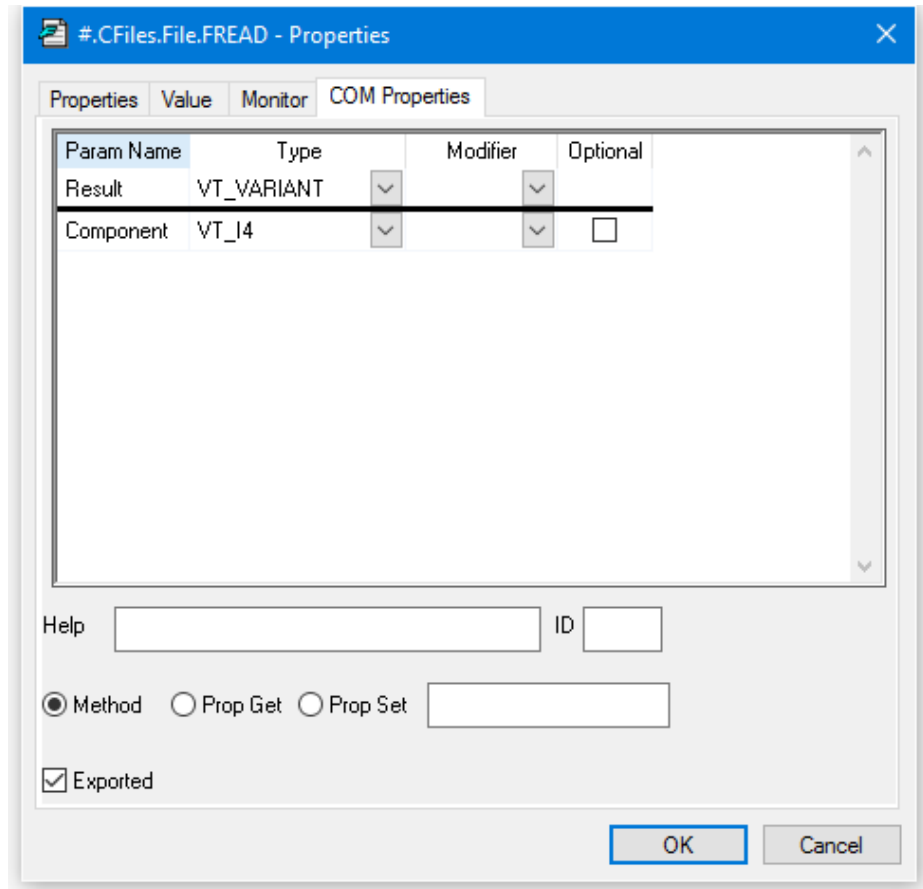 #.CFiles.File.FREAD - Properties
Properties Value Monitor COM Properties
Param Name Type Modifier Optional
Result VT_VARIANT
Component VT_I4
Help ID
Method Prop Get Prop Set
Exported
OK Cancel